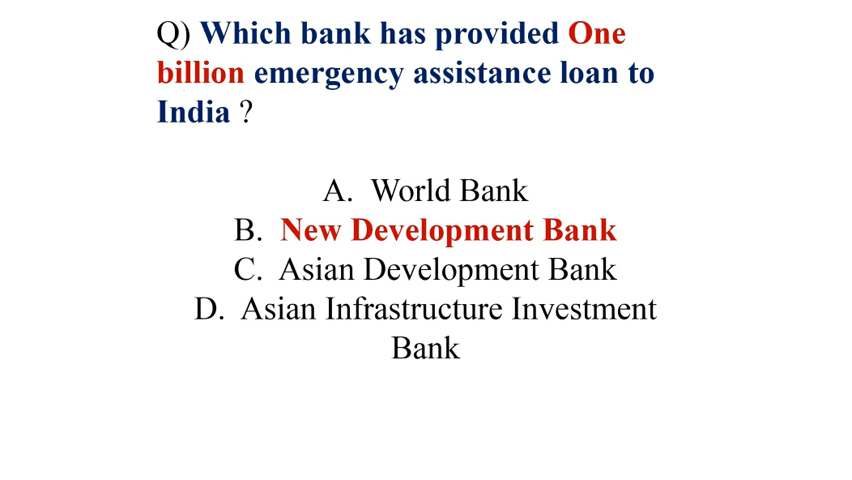 Q) Which bank has provided One
billion emergency assistance loan to
India ?
A. World Bank
B. New Development Bank
C. Asian Development Bank
D. Asian Infrastructure Investment
Bank